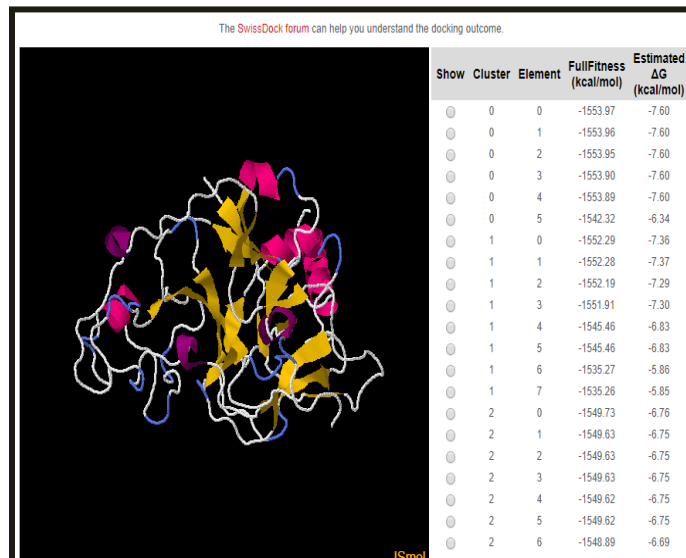 The SwissDock forum can help you understand the docking outcome.
Show Cluster Element FullFitness (kcal/mol) Estimated ΔG (kcal/mol)
0 0 -1553.97 -7.60
0 1 -1553.96 -7.60
0 2 -1553.95 -7.60
0 3 -1553.90 -7.60
0 4 -1553.89 -7.60
0 5 -1542.32 -6.34
1 0 -1552.29 -7.36
1 1 -1552.28 -7.37
1 2 -1552.19 -7.29
1 3 -1551.91 -7.30
1 4 -1545.46 -6.83
1 5 -1545.46 -6.83
1 6 -1535.27 -5.86
1 7 -1535.26 -5.85
2 0 -1549.73 -6.76
2 1 -1549.63 -6.75
2 2 -1549.63 -6.75
2 3 -1549.63 -6.75
2 4 -1549.62 -6.75
2 5 -1549.62 -6.75
2 6 -1548.89 -6.69
JSmol